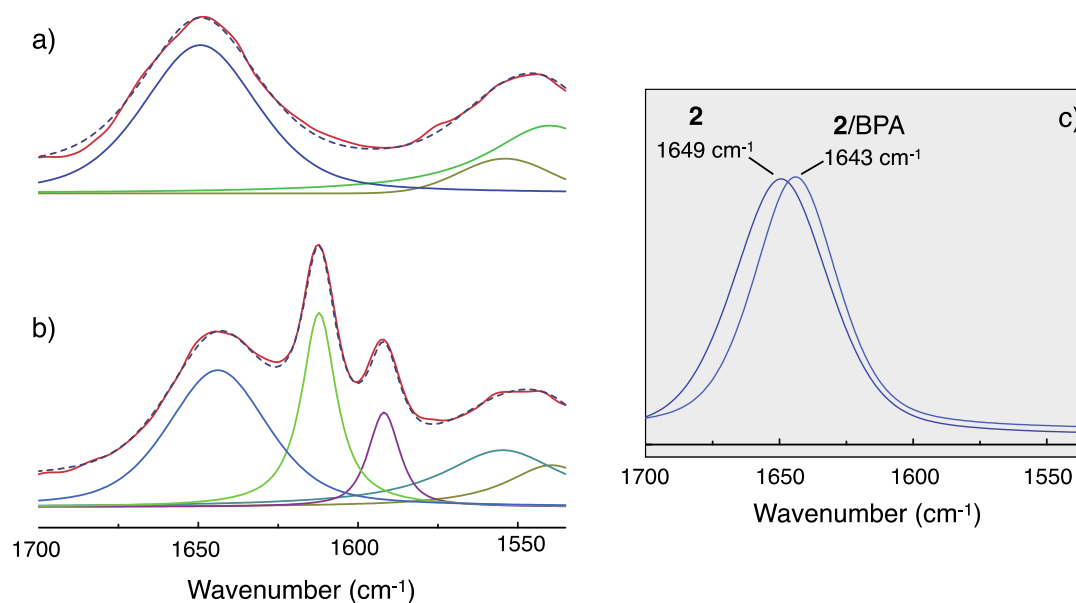 a)
b)
1700
1650
1600
1550
Wavenumber (cm⁻¹)
2
2/BPA
c)
1649 cm⁻¹
1643 cm⁻¹
1700
1650
1600
1550
Wavenumber (cm⁻¹)